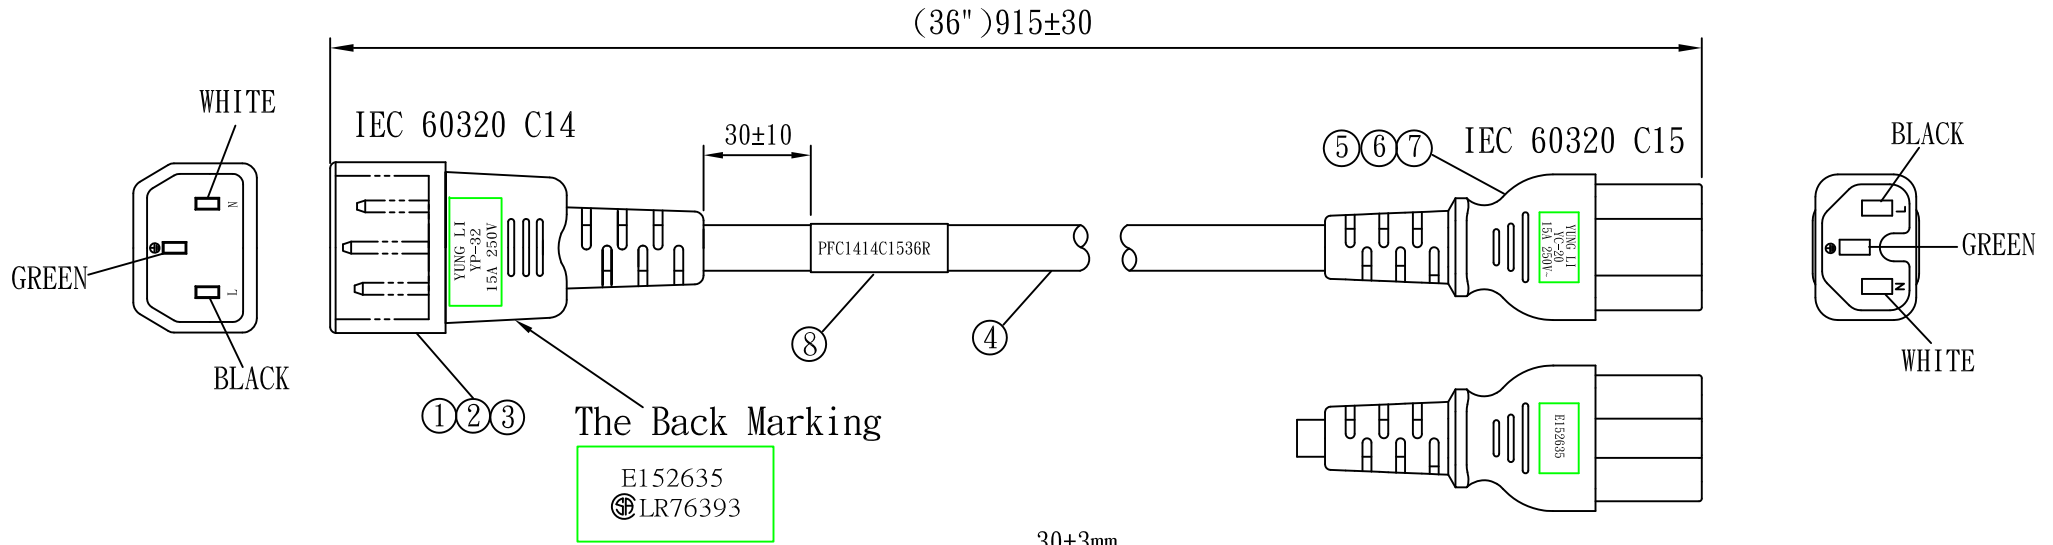 (36")915±30
WHITE
IEC 60320 C14
30±10
⑤⑥⑦
IEC 60320 C15
BLACK
N
L
GREEN
YUNG LI
YP-32
15A 250V
PFC1414C1536R
YUNG LI
YC-20
15A 250V~
L
N
GREEN
BLACK
⑧
④
WHITE
①②③
The Back Marking
E152635
LR76393
E152635
30±3mm